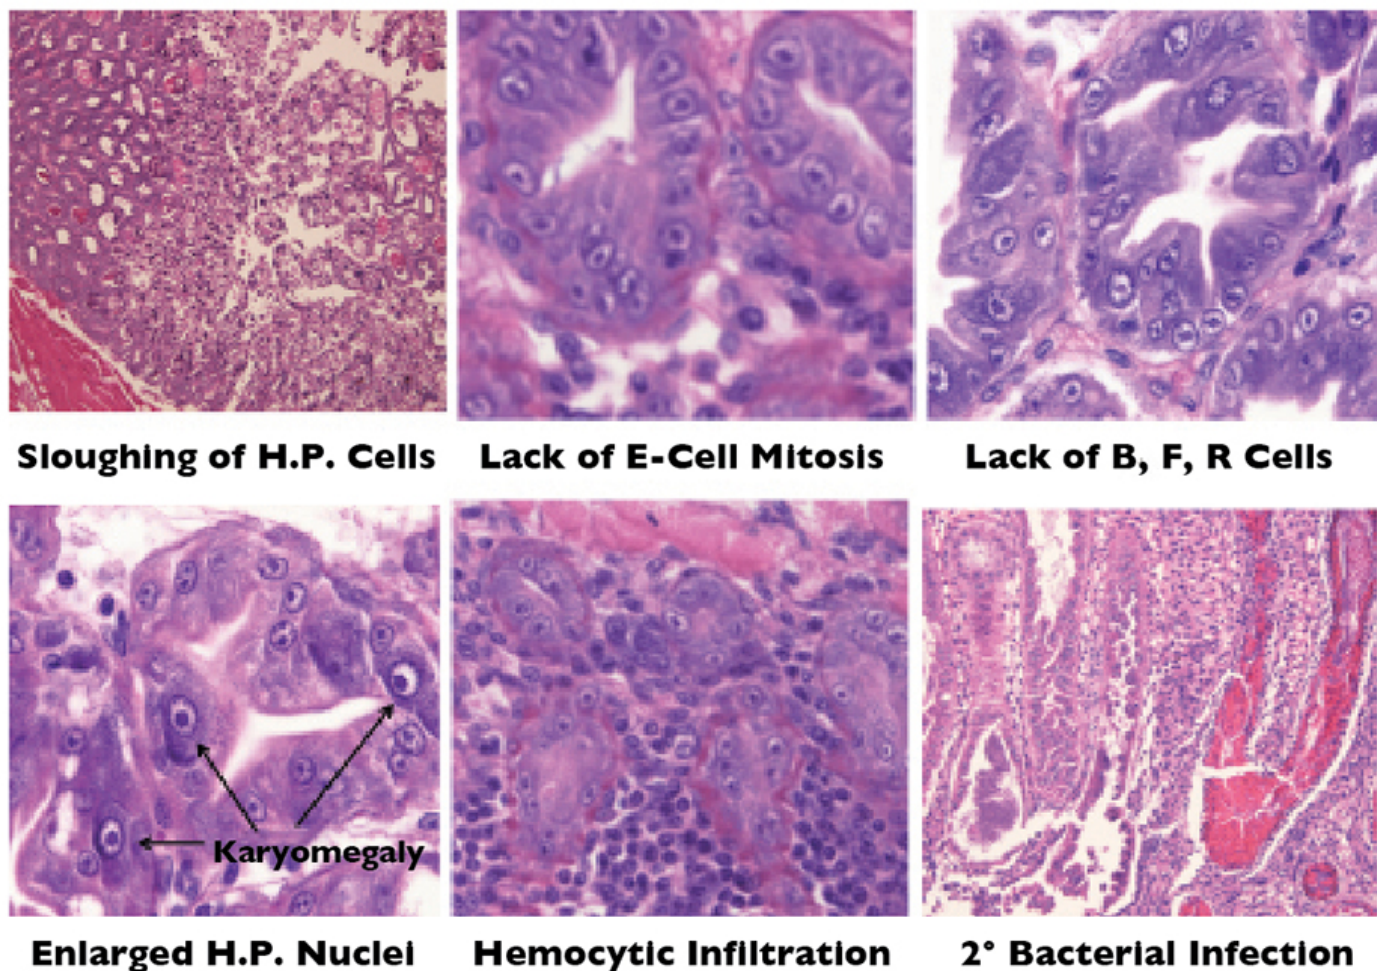 Sloughing of H.P. Cells
Lack of E-Cell Mitosis
Lack of B, F, R Cells
Karyomegaly
Enlarged H.P. Nuclei
Hemocytic Infiltration
2° Bacterial Infection